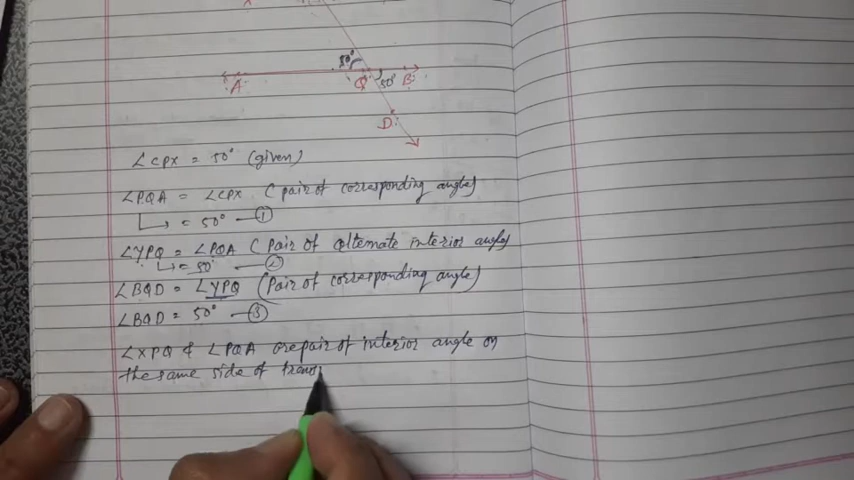 50°
A
Q
50°
B
D
∠CPX = 50° (given)
∠PQA = ∠CPX (pair of corresponding angles)
↳ = 50° — ①
∠YPQ = ∠PQA (Pair of alternate interior angles)
↳ = 50° — ②
∠BQD = ∠YPQ (Pair of corresponding angle)
∠BQD = 50° — ③
∠XPQ & ∠PQA are pair of interior angle on
the same side of trans